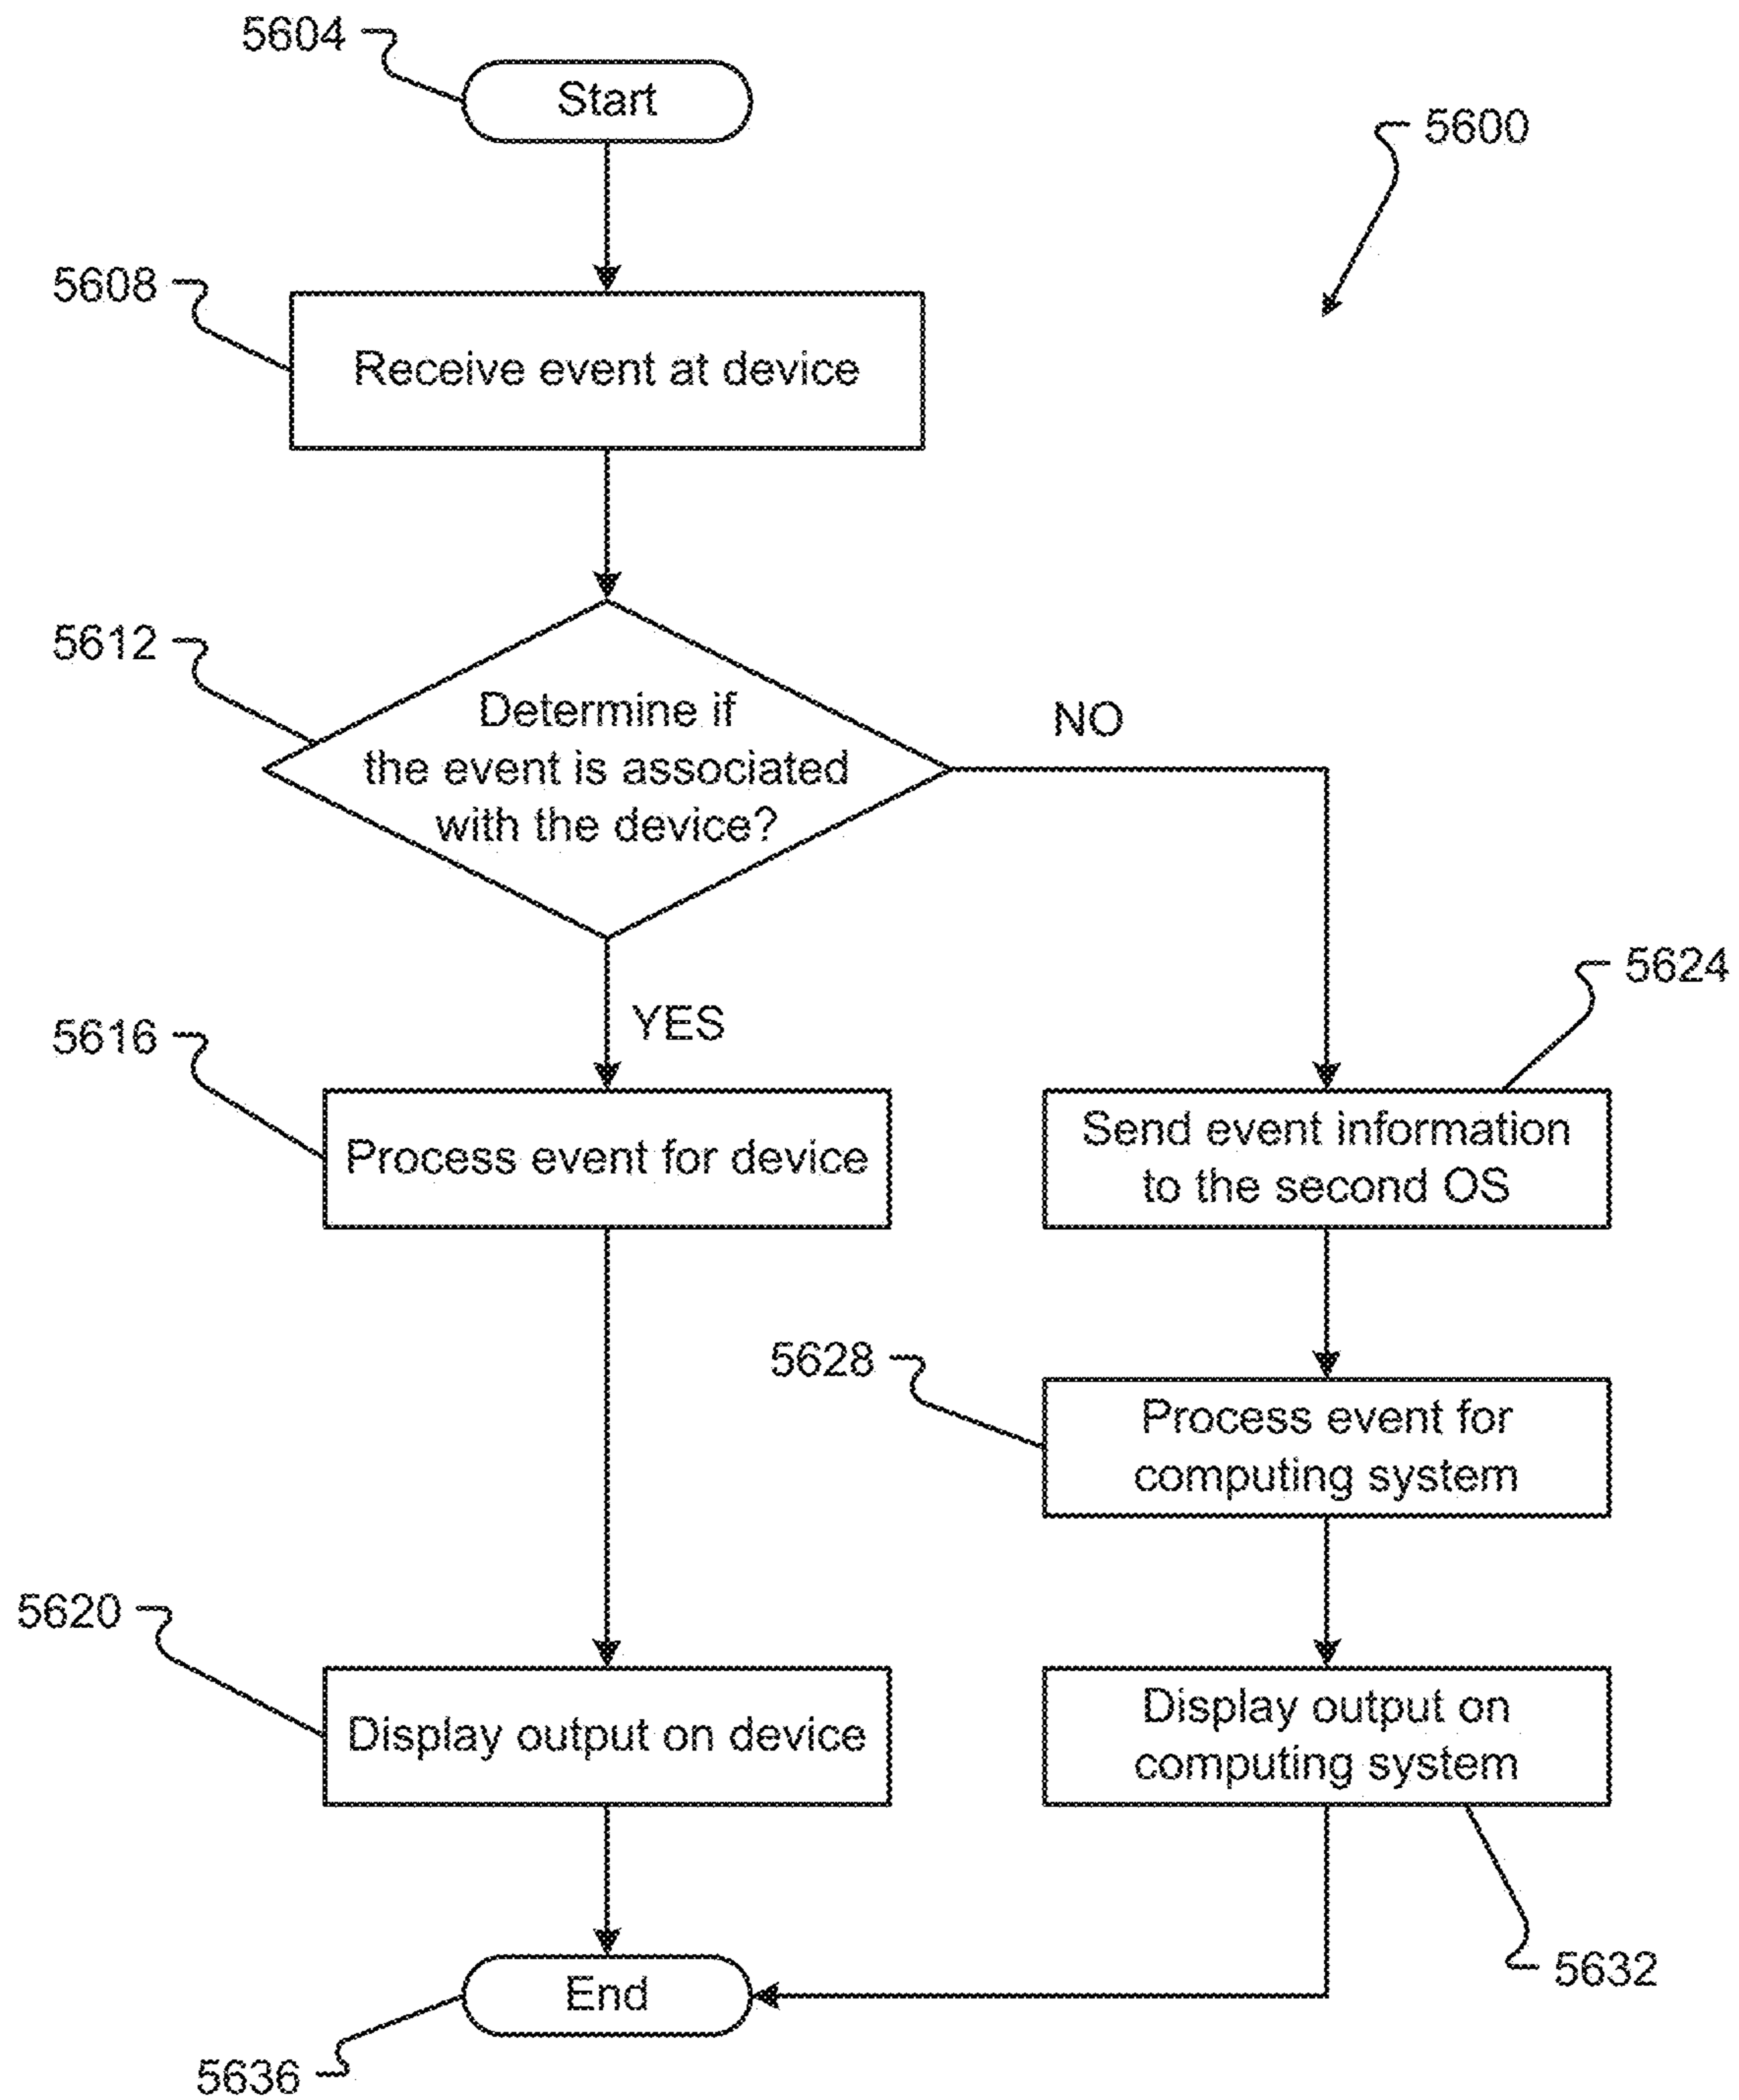 5604
Start
5600
5608
Receive event at device
5612
Determine if
the event is associated
with the device?
NO
YES
5616
Process event for device
5624
Send event information
to the second OS
5628
Process event for
computing system
5620
Display output on device
Display output on
computing system
5632
End
5636